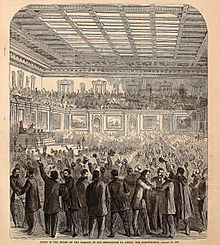 SCENE IN THE HOUSE ON THE PASSAGE OF THE PROPOSITION TO AMEND THE CONSTITUTION, JANUARY 31, 1865.